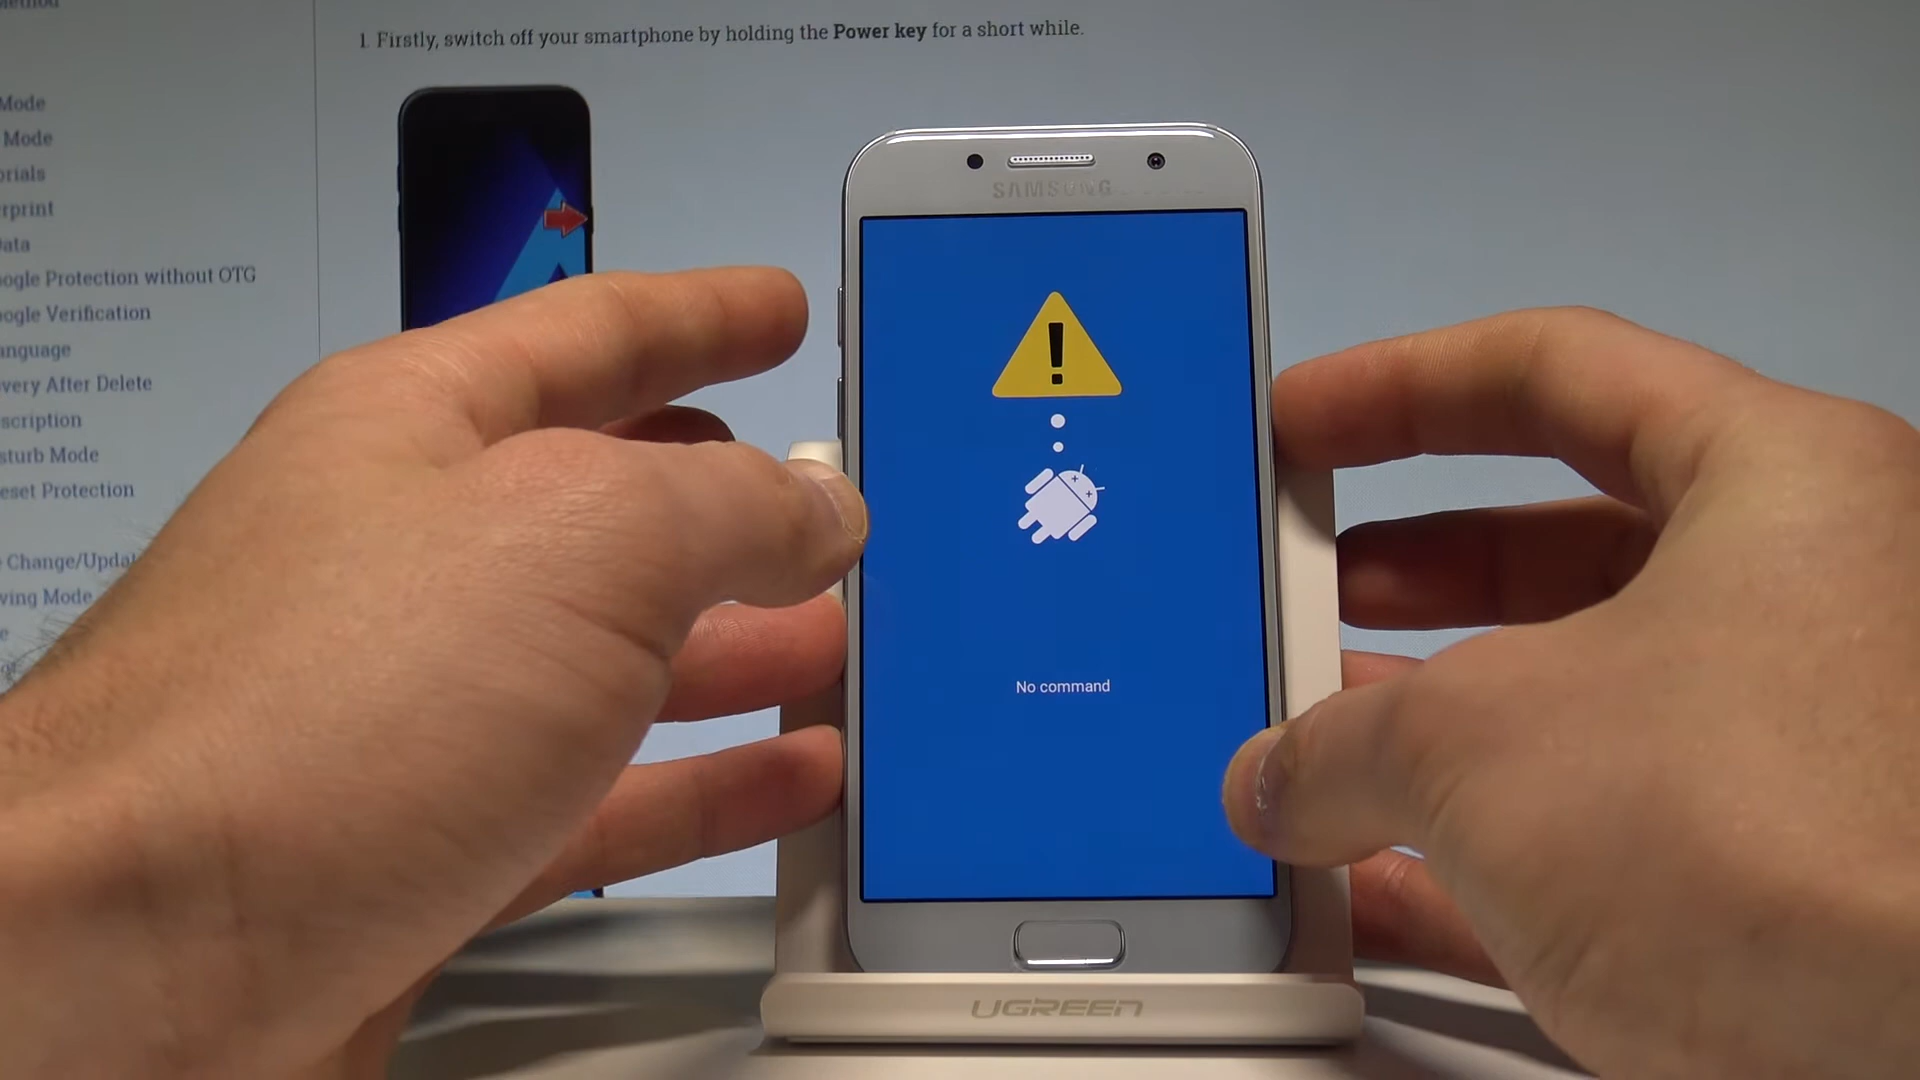 1. Firstly, switch off your smartphone by holding the Power key for a short while.
Mode
Mode
orials
rprint
Data
oogle Protection without OTG
oogle Verification
anguage
very After Delete
scription
sturb Mode
eset Protection
Change/Updat
ving Mode
SAMSUNG
No command
UGREEN